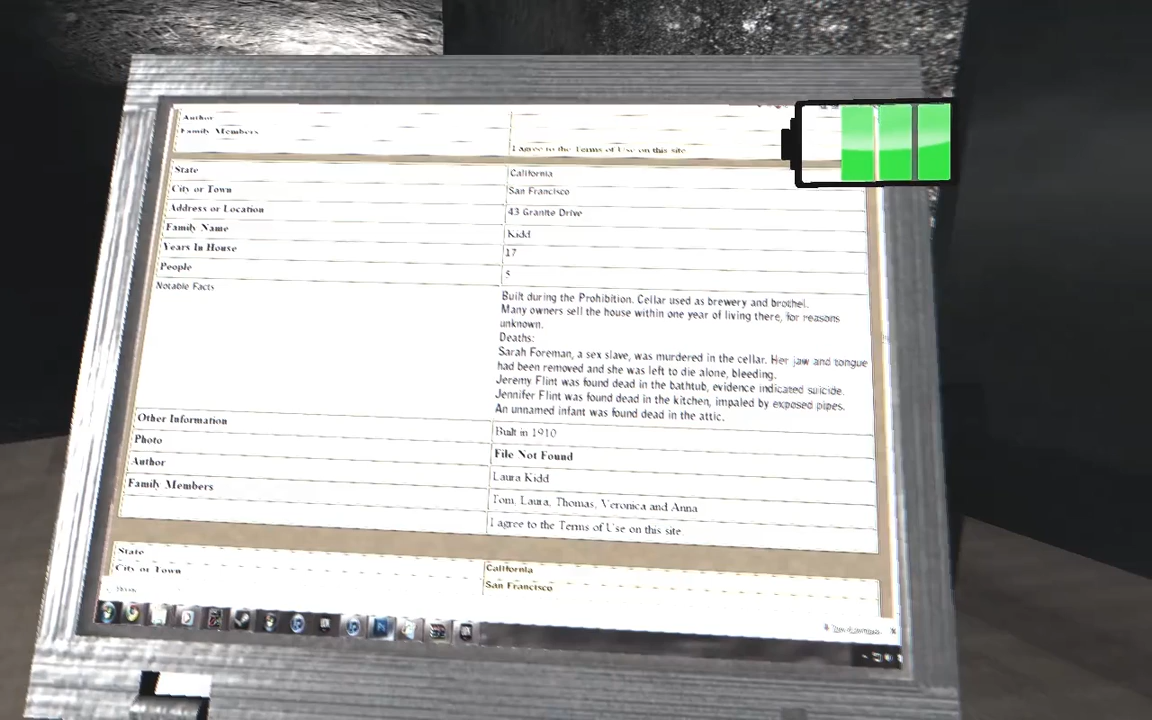 Author
Family Members
I agree to the Terms of Use on this site
State California
City or Town San Francisco
Address or Location 43 Granite Drive
Family Name Kidd
Years In House 17
People 5
Notable Facts Built during the Prohibition. Cellar used as brewery and brothel.
Many owners sell the house within one year of living there, for reasons
unknown.
Deaths:
Sarah Foreman, a sex slave, was murdered in the cellar. Her jaw and tongue
had been removed and she was left to die alone, bleeding.
Jeremy Flint was found dead in the bathtub, evidence indicated suicide.
Jennifer Flint was found dead in the kitchen, impaled by exposed pipes.
An unnamed infant was found dead in the attic.
Other Information Built in 1910
Photo File Not Found
Author Laura Kidd
Family Members Tom, Laura, Thomas, Veronica and Anna
I agree to the Terms of Use on this site
State California
City or Town San Francisco